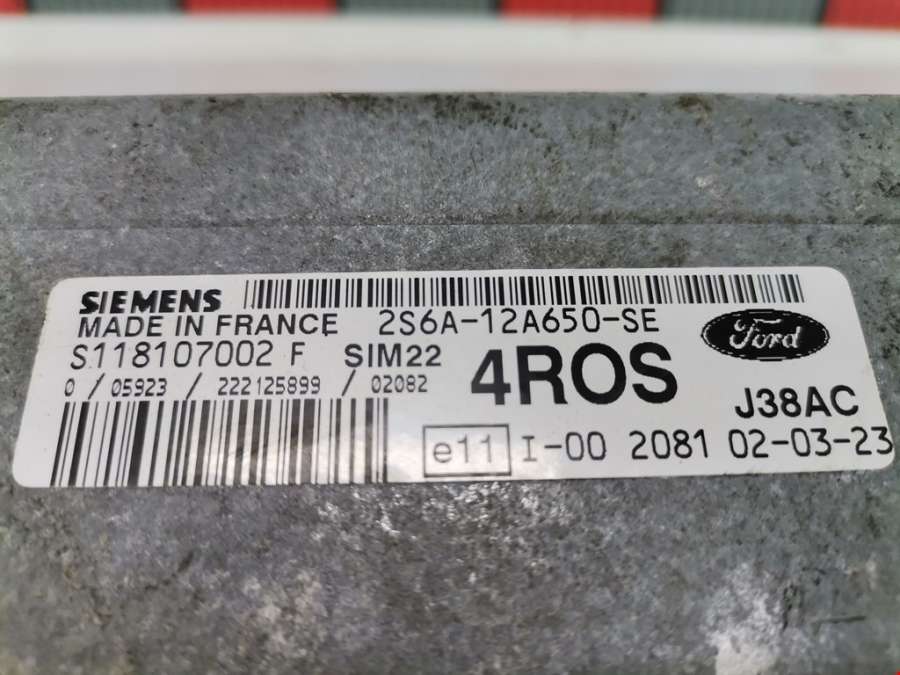 SIEMENS
MADE IN FRANCE 2S6A-12A650-SE
Ford
S118107002 F SIM22 4ROS
0 / 05923 / 222125899 / 02082
J38AC
e11 I-00 2081 02-03-23